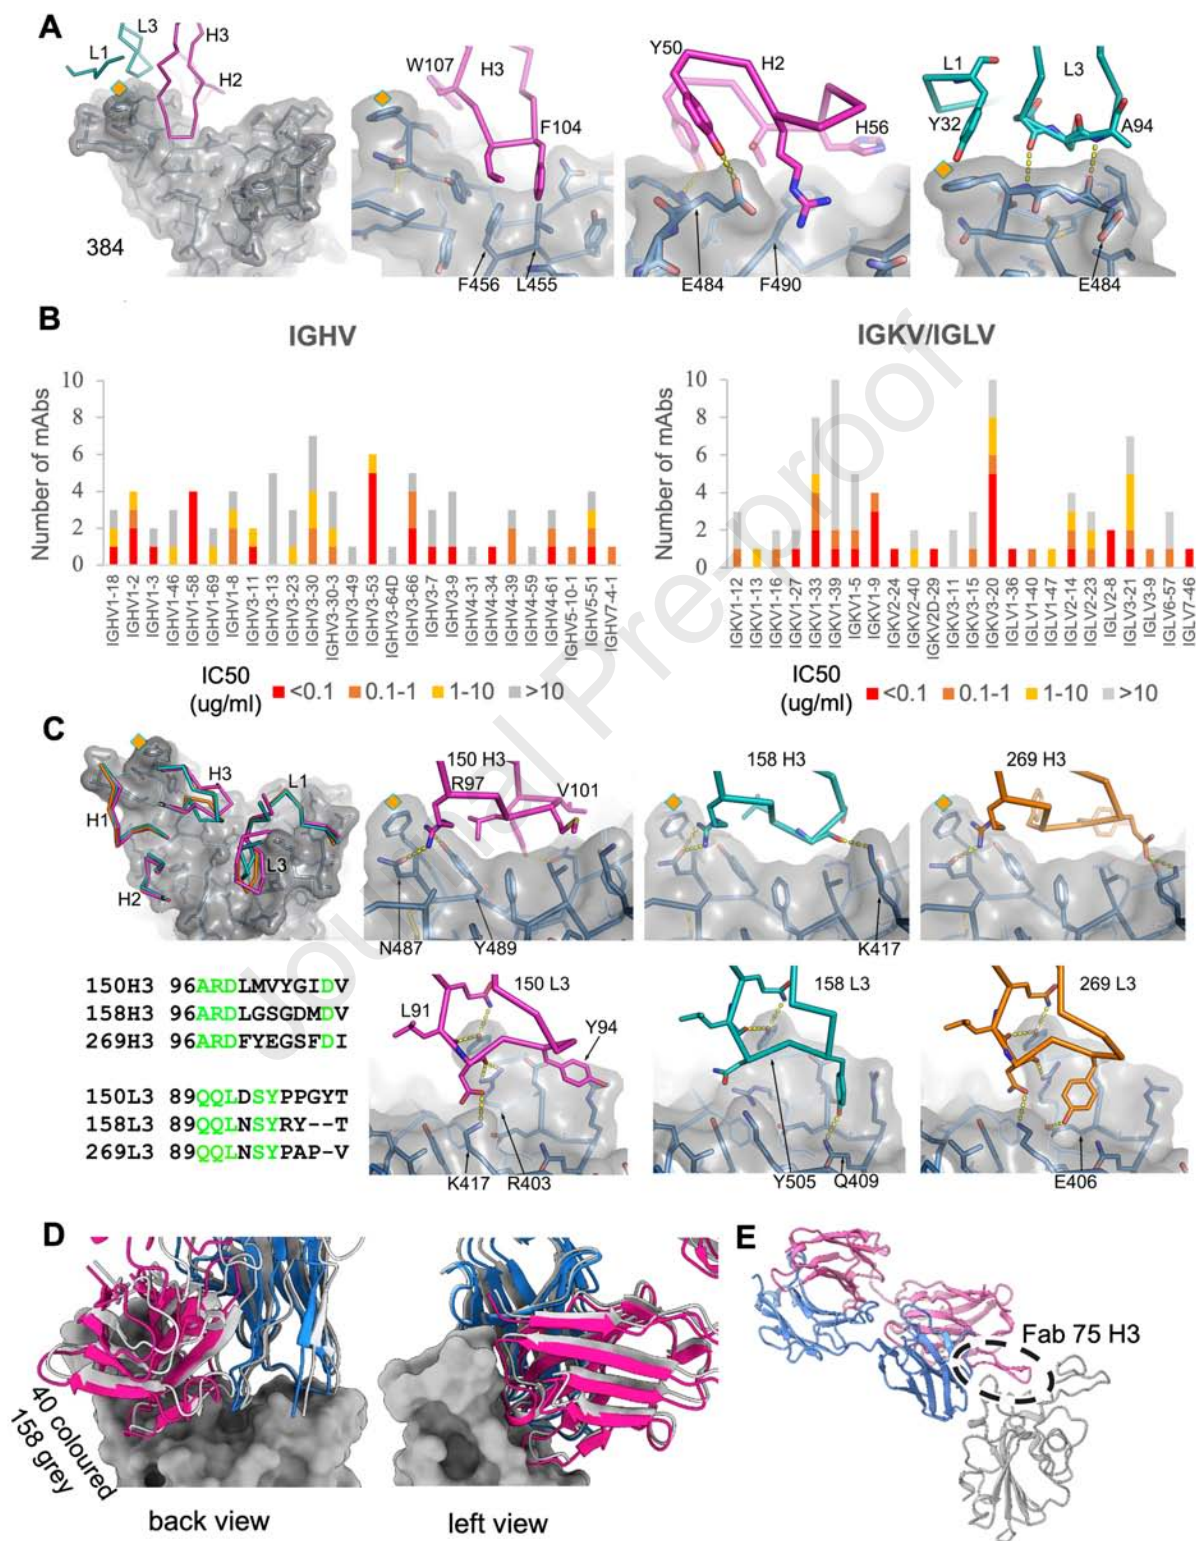 A
L1
L3
H3
H2
384
W107
H3
F104
F456
L455
Y50
H2
H56
E484
F490
L1
L3
Y32
A94
E484
B
IGHV
Number of mAbs
10
8
6
4
2
0
IGHV1-18
IGHV1-2
IGHV1-3
IGHV1-46
IGHV1-58
IGHV1-69
IGHV1-8
IGHV3-11
IGHV3-13
IGHV3-23
IGHV3-30
IGHV3-30-3
IGHV3-49
IGHV3-53
IGHV3-64D
IGHV3-66
IGHV3-7
IGHV3-9
IGHV4-31
IGHV4-34
IGHV4-39
IGHV4-59
IGHV4-61
IGHV5-10-1
IGHV5-51
IGHV7-4-1
IC50
(ug/ml)
<0.1
0.1-1
1-10
>10
IGKV/IGLV
Number of mAbs
10
8
6
4
2
0
IGKV1-12
IGKV1-13
IGKV1-16
IGKV1-27
IGKV1-33
IGKV1-39
IGKV1-5
IGKV1-9
IGKV2-24
IGKV2-40
IGKV2D-29
IGKV3-11
IGKV3-15
IGKV3-20
IGLV1-36
IGLV1-40
IGLV1-47
IGLV2-14
IGLV2-23
IGLV2-8
IGLV3-21
IGLV3-9
IGLV6-57
IGLV7-46
IC50
(ug/ml)
<0.1
0.1-1
1-10
>10
C
H3
L1
H1
L3
H2
150 H3
R97
V101
N487
Y489
158 H3
K417
269 H3
150H3 96ARDLMVYGIDV
158H3 96ARDLGSGDMDV
269H3 96ARDFYEGSFDI
150L3 89QQLDSYPPGYT
158L3 89QQLNSYRY--T
269L3 89QQLNSYPAP-V
150 L3
L91
Y94
K417
R403
158 L3
Y505
Q409
269 L3
E406
D
40 coloured
158 grey
back view
left view
E
Fab 75 H3
Journal Pre-proof